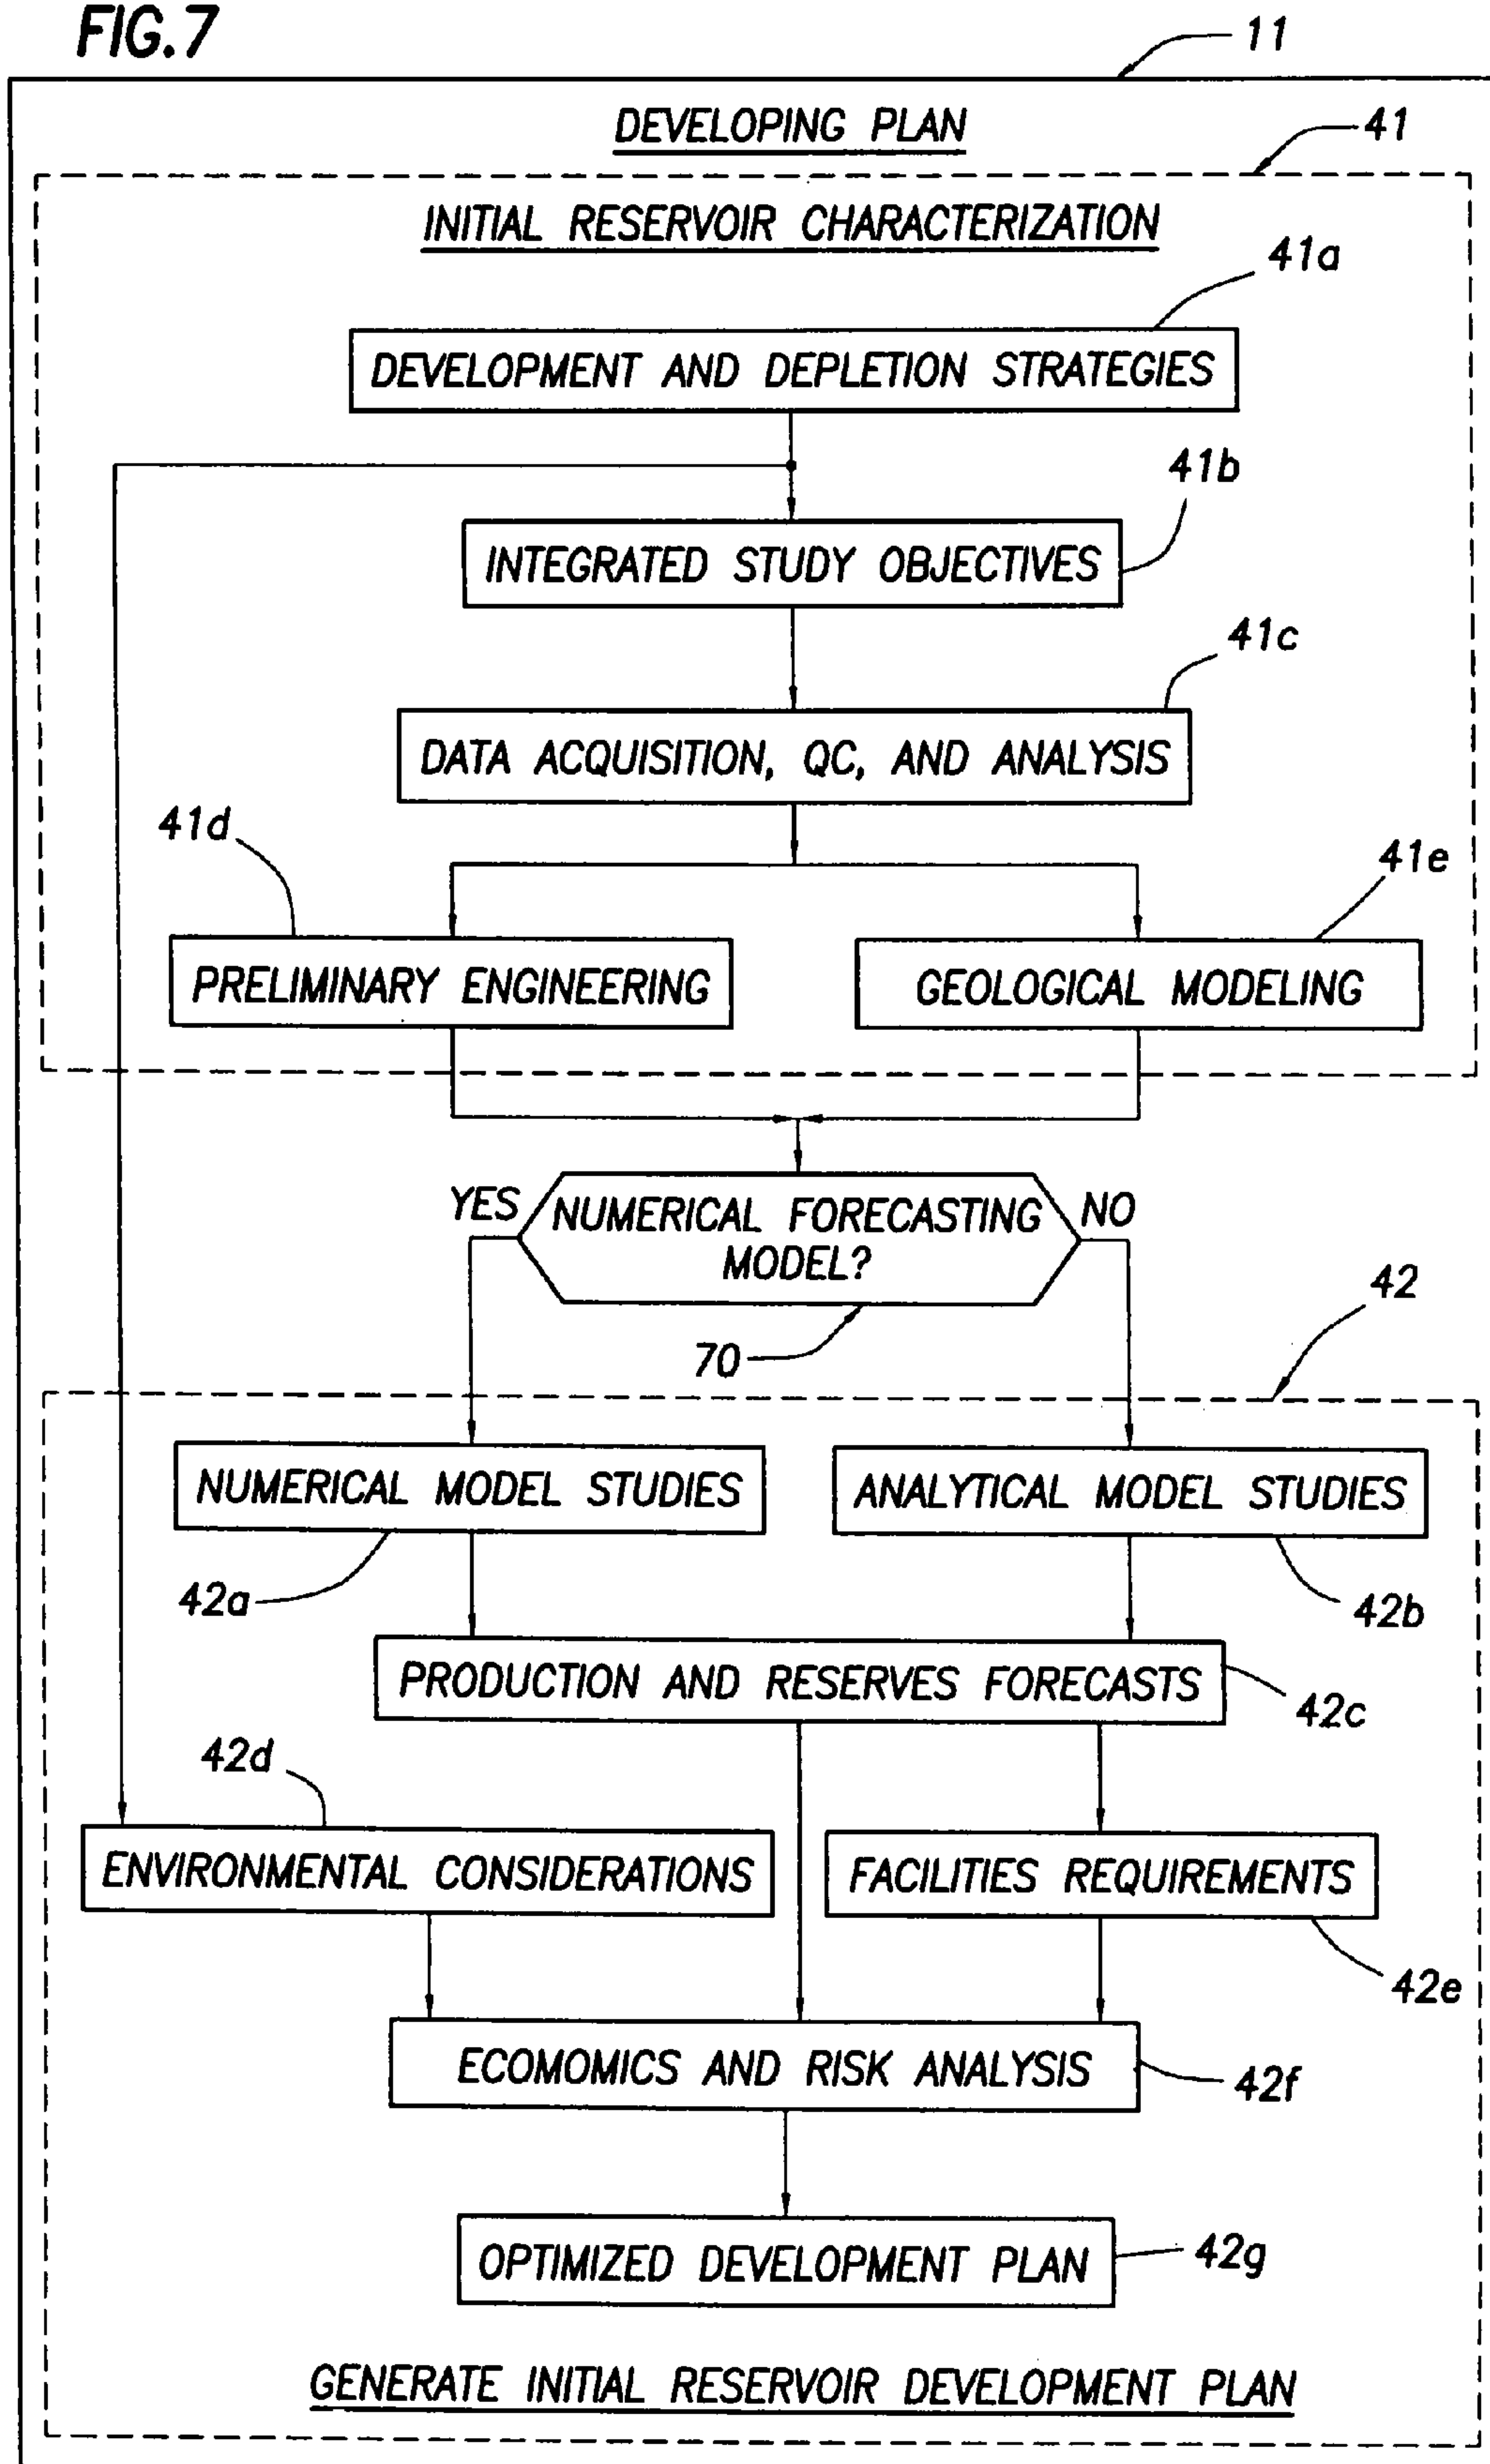 FIG.7
11
DEVELOPING PLAN
41
INITIAL RESERVOIR CHARACTERIZATION
41a
DEVELOPMENT AND DEPLETION STRATEGIES
41b
INTEGRATED STUDY OBJECTIVES
41c
DATA ACQUISITION, QC, AND ANALYSIS
41d
41e
PRELIMINARY ENGINEERING
GEOLOGICAL MODELING
YES
NUMERICAL FORECASTING
MODEL?
NO
70
42
NUMERICAL MODEL STUDIES
ANALYTICAL MODEL STUDIES
42a
42b
PRODUCTION AND RESERVES FORECASTS
42c
42d
ENVIRONMENTAL CONSIDERATIONS
FACILITIES REQUIREMENTS
42e
ECOMOMICS AND RISK ANALYSIS
42f
OPTIMIZED DEVELOPMENT PLAN
42g
GENERATE INITIAL RESERVOIR DEVELOPMENT PLAN